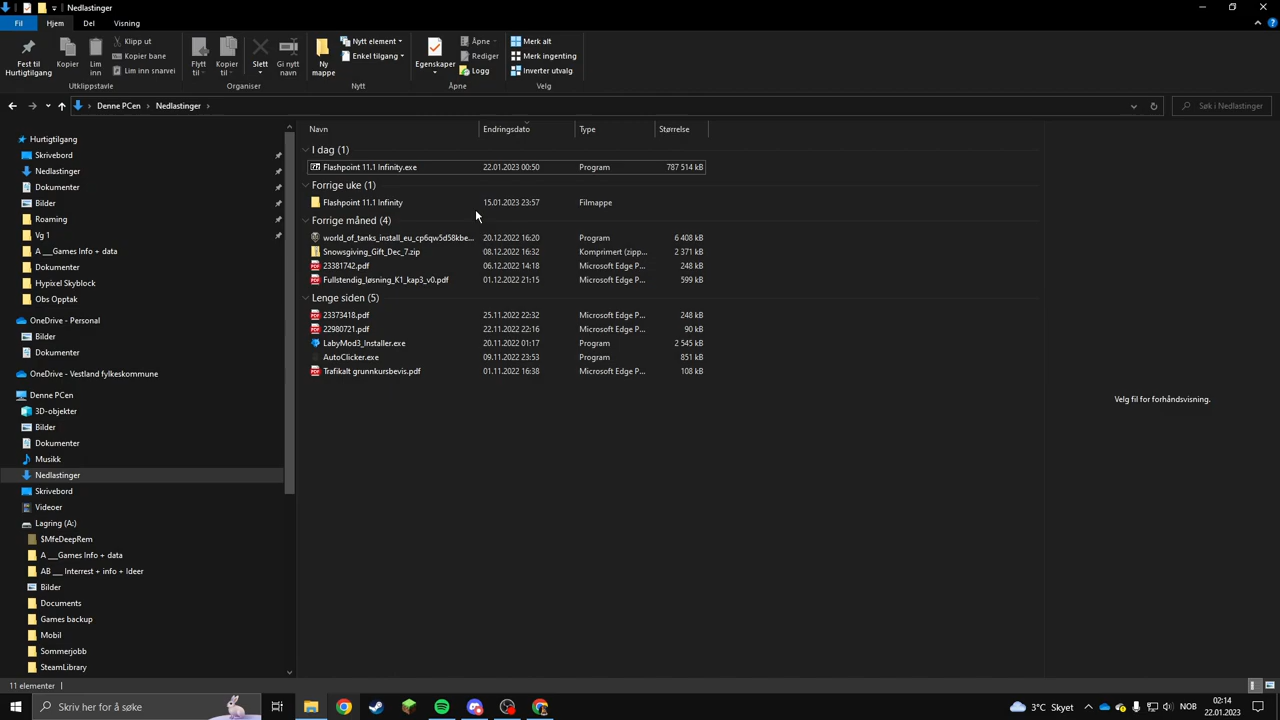 Nedlastinger
Fil
Hjem
Del
Visning
Fest til
Hurtigtilgang
Kopier
Lim
inn
Klipp ut
Kopier bane
Lim inn snarvei
Utklippstavle
Flytt
til
Kopier
til
Slett
Gi nytt
navn
Organiser
Ny
mappe
Nytt element
Enkel tilgang
Nytt
Egenskaper
Åpne
Rediger
Logg
Åpne
Merk alt
Merk ingenting
Inverter utvalg
Velg
Denne PCen > Nedlastinger >
Søk i Nedlastinger
Hurtigtilgang
Skrivebord
Nedlastinger
Dokumenter
Bilder
Roaming
Vg 1
A ___Games Info + data
Dokumenter
Hypixel Skyblock
Obs Opptak
OneDrive - Personal
Bilder
Dokumenter
OneDrive - Vestland fylkeskommune
Denne PCen
3D-objekter
Bilder
Dokumenter
Musikk
Nedlastinger
Skrivebord
Videoer
Lagring (A:)
$MfeDeepRem
A ___Games Info + data
AB ___ Interrest + info + Ideer
Bilder
Documents
Games backup
Mobil
Sommerjobb
SteamLibrary
Navn Endringsdato Type Størrelse
I dag (1)
Flashpoint 11.1 Infinity.exe 22.01.2023 00:50 Program 787 514 kB
Forrige uke (1)
Flashpoint 11.1 Infinity 15.01.2023 23:57 Filmappe
Forrige måned (4)
world_of_tanks_install_eu_cp6qw5d58kbe... 20.12.2022 16:20 Program 6 408 kB
Snowsgiving_Gift_Dec_7.zip 08.12.2022 16:32 Komprimert (zipp... 2 371 kB
23381742.pdf 06.12.2022 14:18 Microsoft Edge P... 248 kB
Fullstendig_løsning_K1_kap3_v0.pdf 01.12.2022 21:15 Microsoft Edge P... 599 kB
Lenge siden (5)
23373418.pdf 25.11.2022 22:32 Microsoft Edge P... 248 kB
22980721.pdf 22.11.2022 22:16 Microsoft Edge P... 90 kB
LabyMod3_Installer.exe 20.11.2022 01:17 Program 2 545 kB
AutoClicker.exe 09.11.2022 23:53 Program 851 kB
Trafikalt grunnkursbevis.pdf 01.11.2022 16:38 Microsoft Edge P... 108 kB
Velg fil for forhåndsvisning.
11 elementer
Skriv her for å søke
3°C Skyet
NOB
02:14
22.01.2023